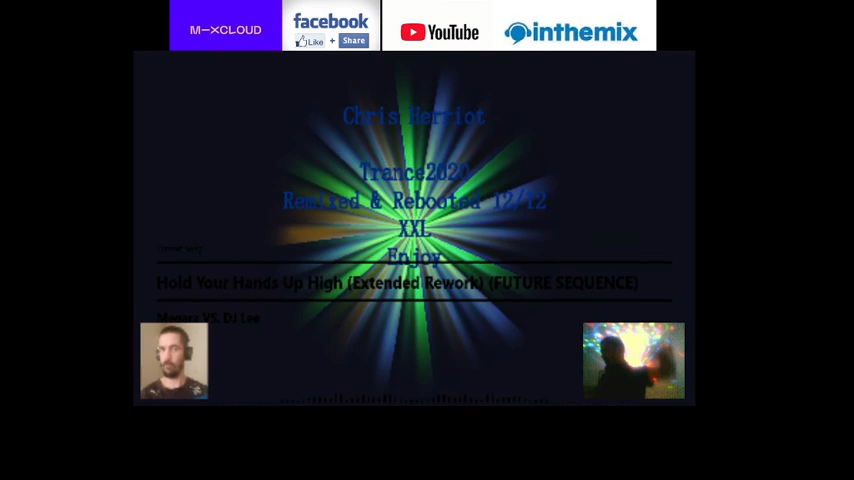 M—XCLOUD
facebook
YouTube
inthemix
Like + Share
Chris Herriot
Trance2020
Remixed & Rebooted 12/12
XXL
Enjoy
Hold Your Hands Up High (Extended Rework) (FUTURE SEQUENCE)
Megara VS. DJ Lee